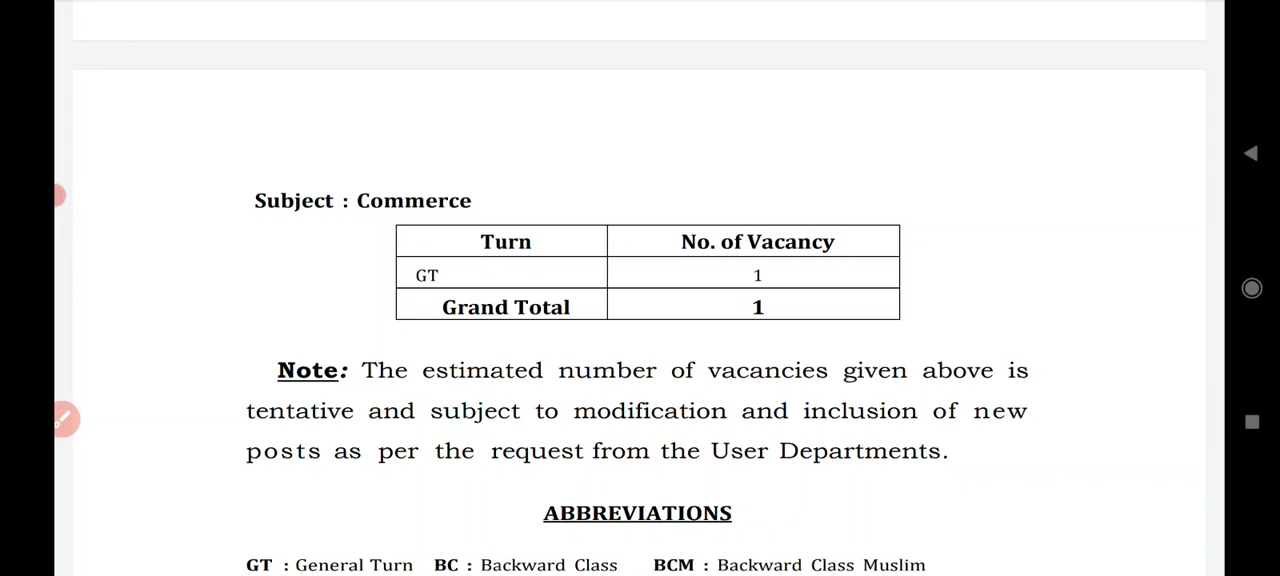 Subject : Commerce
Turn No. of Vacancy
GT 1
Grand Total 1
Note: The estimated number of vacancies given above is
tentative and subject to modification and inclusion of new
posts as per the request from the User Departments.
ABBREVIATIONS
GT : General Turn BC : Backward Class BCM : Backward Class Muslim